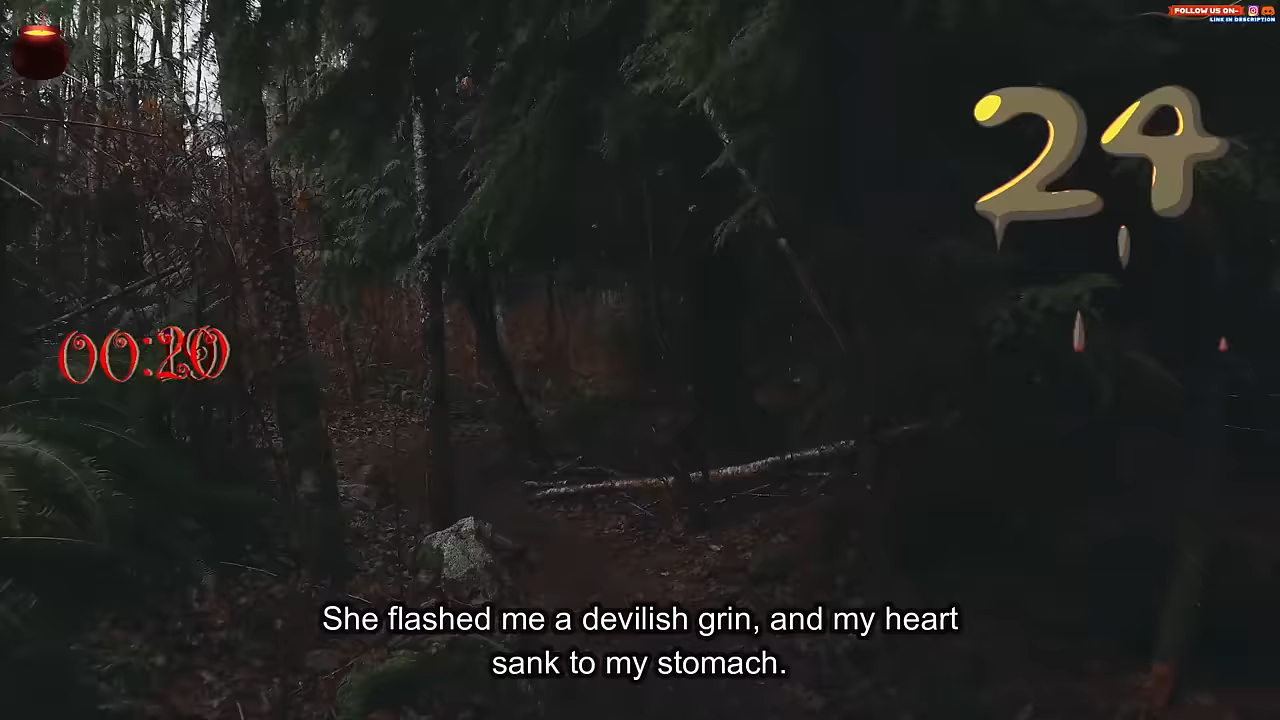 FOLLOW US ON-
LINK IN DESCRIPTION
24
00:20
She flashed me a devilish grin, and my heart
sank to my stomach.